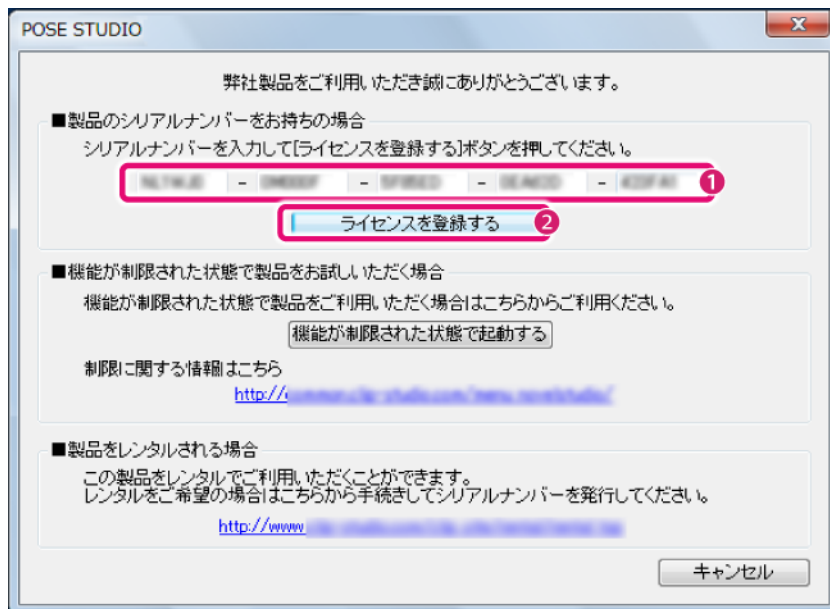 POSE STUDIO
弊社製品をご利用いただき誠にありがとうございます。
■製品のシリアルナンバーをお持ちの場合
シリアルナンバーを入力して[ライセンスを登録する]ボタンを押してください。
- - - - ❶
ライセンスを登録する ❷
■機能が制限された状態で製品をお試しいただく場合
機能が制限された状態で製品をご利用いただく場合はこちらからご利用ください。
機能が制限された状態で起動する
制限に関する情報はこちら
http://
■製品をレンタルされる場合
この製品をレンタルでご利用いただくことができます。
レンタルをご希望の場合はこちらから手続きしてシリアルナンバーを発行してください。
http://www
キャンセル